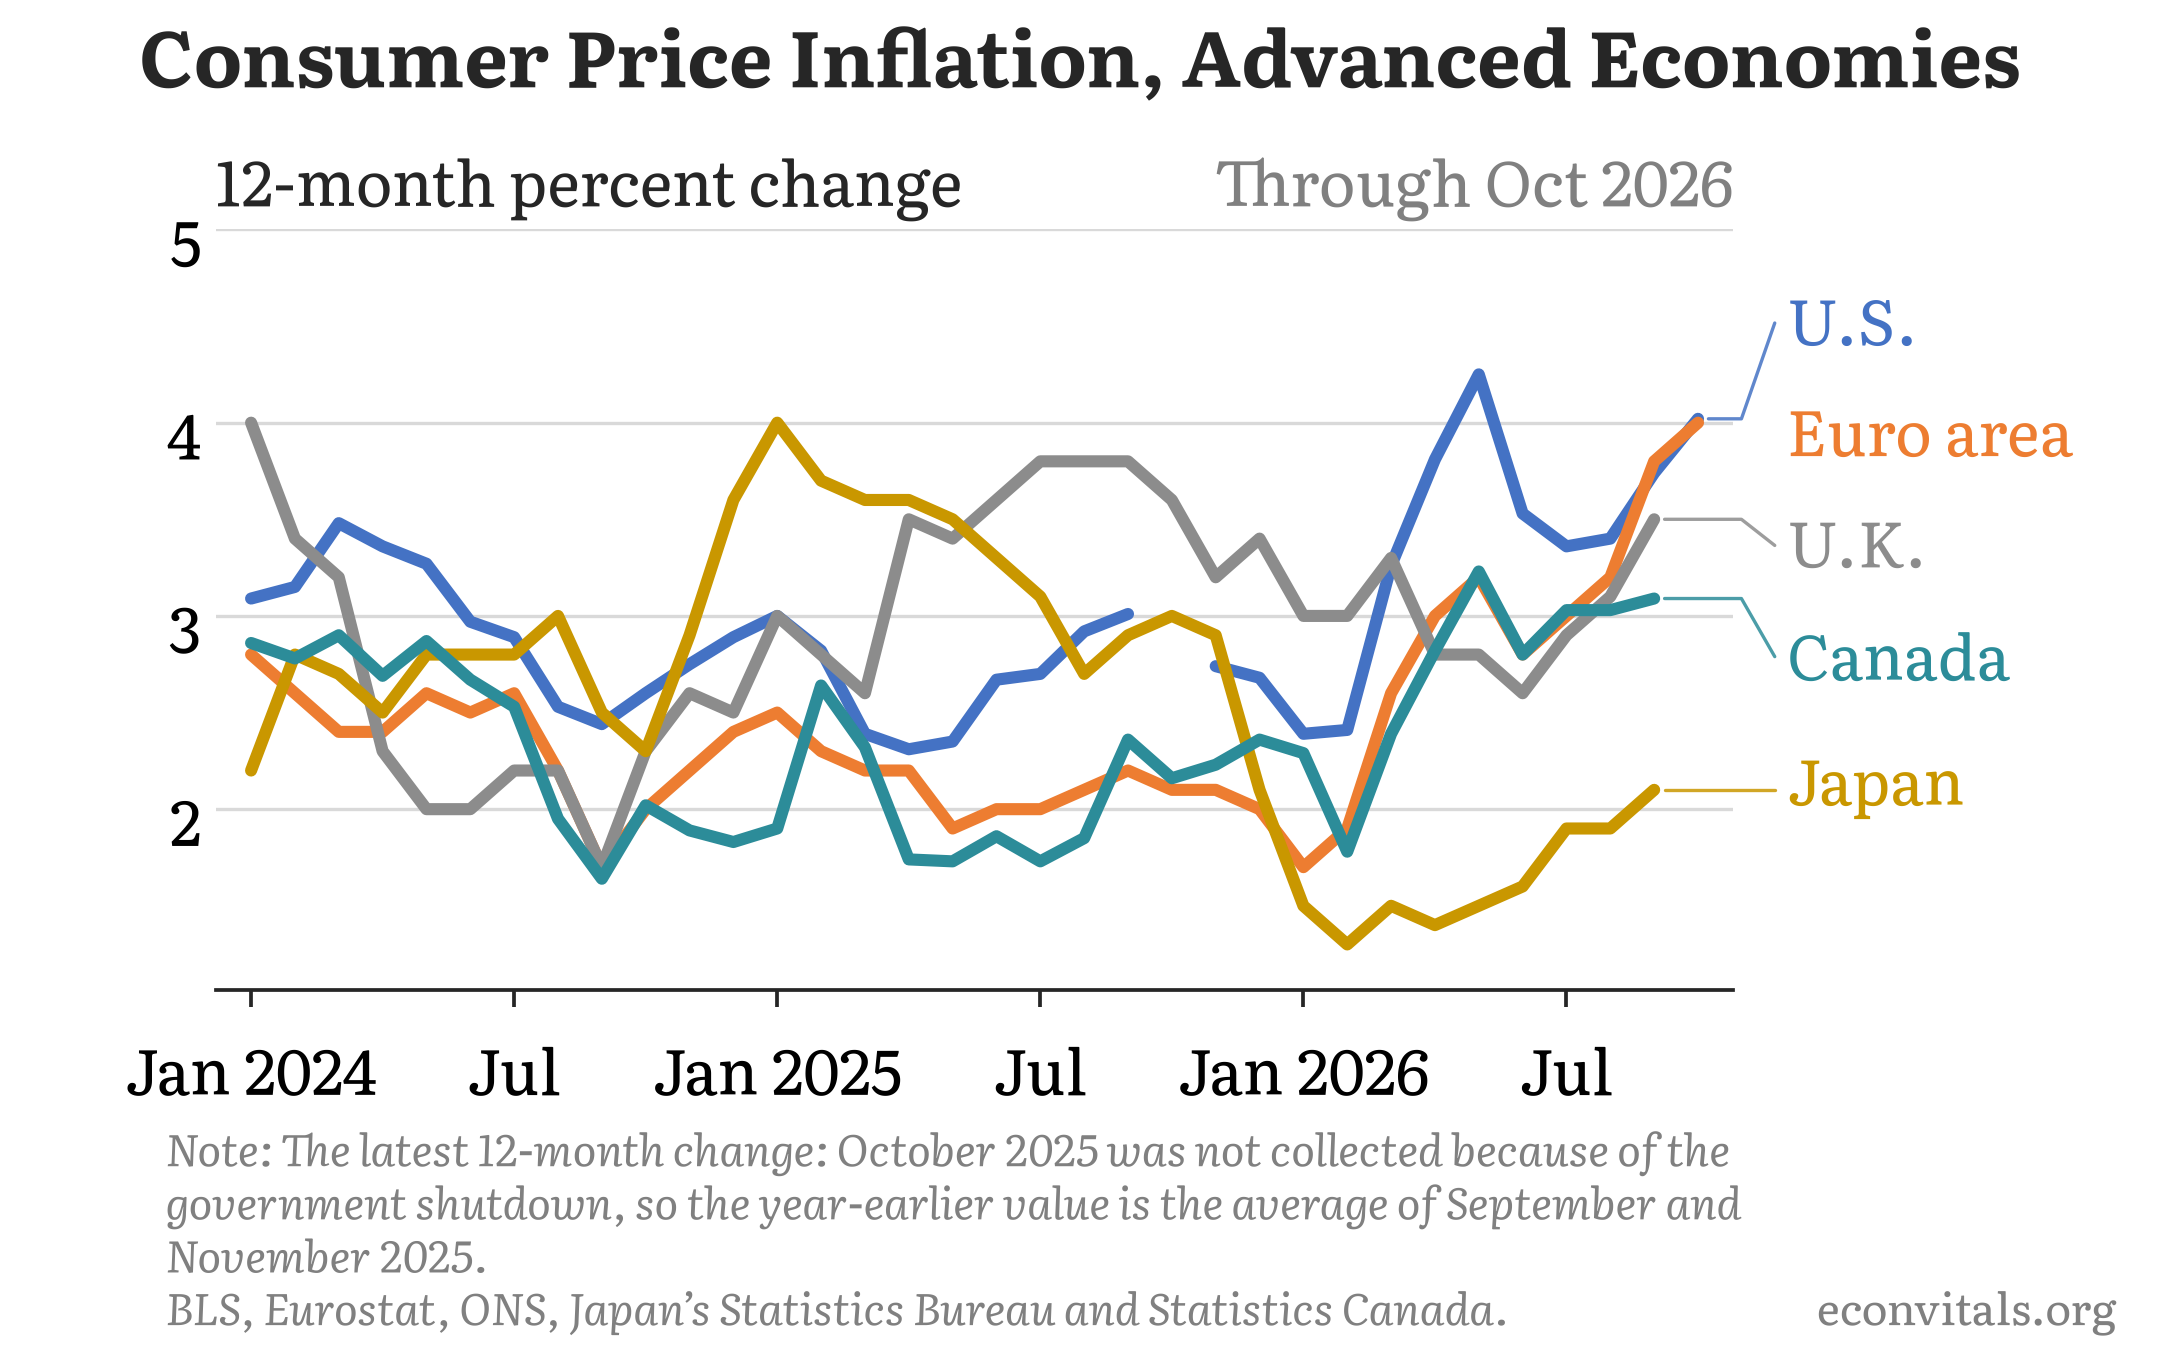 Consumer Price Inflation, Advanced Economies
12-month percent change
Through Oct 2026
5
4
3
2
U.S.
Euro area
U.K.
Canada
Japan
Jan 2024
Jul
Jan 2025
Jul
Jan 2026
Jul
Note: The latest 12-month change: October 2025 was not collected because of the
government shutdown, so the year-earlier value is the average of September and
November 2025.
BLS, Eurostat, ONS, Japan’s Statistics Bureau and Statistics Canada.
econvitals.org